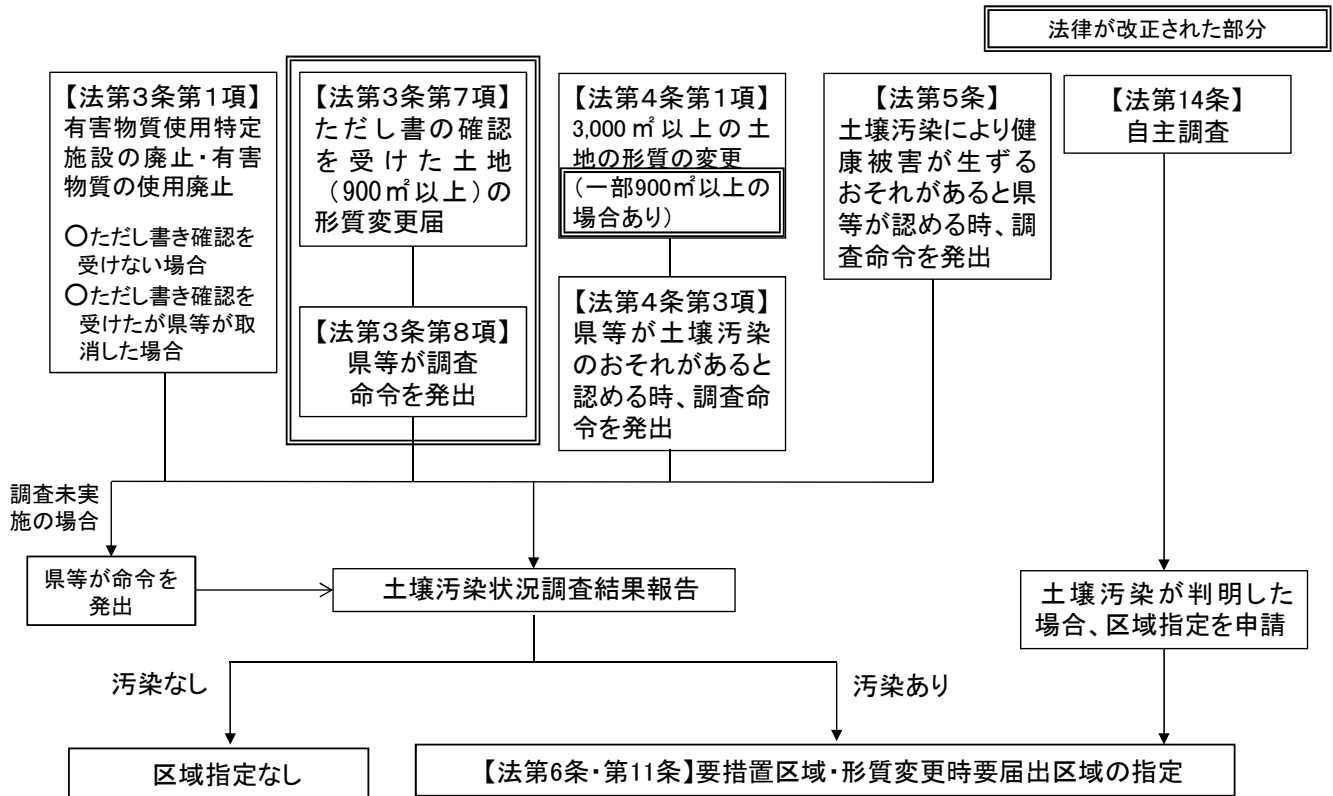 法律が改正された部分
【法第３条第１項】
有害物質使用特定
施設の廃止・有害
物質の使用廃止
○ただし書き確認を
受けない場合
○ただし書き確認を
受けたが県等が取
消した場合
【法第３条第７項】
ただし書の確認
を受けた土地
（900㎡以上）の
形質変更届
【法第３条第８項】
県等が調査
命令を発出
【法第４条第１項】
3,000㎡以上の土
地の形質の変更
（一部900㎡以上の
場合あり）
【法第４条第３項】
県等が土壌汚染
のおそれがあると
認める時、調査命
令を発出
【法第５条】
土壌汚染により健
康被害が生ずる
おそれがあると県
等が認める時、調
査命令を発出
【法第14条】
自主調査
調査未実
施の場合
県等が命令を
発出
土壌汚染状況調査結果報告
土壌汚染が判明した
場合、区域指定を申請
汚染なし
汚染あり
区域指定なし
【法第６条・第11条】要措置区域・形質変更時要届出区域の指定